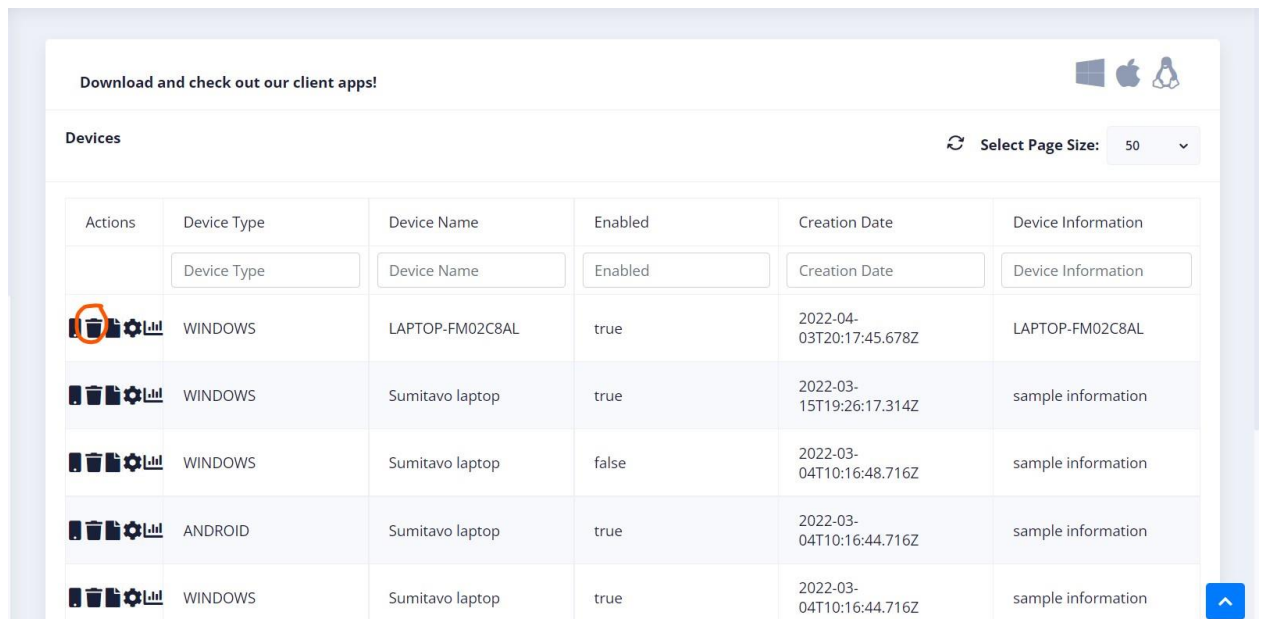 Download and check out our client apps!
Devices
Select Page Size: 50
Actions Device Type Device Name Enabled Creation Date Device Information
Device Type Device Name Enabled Creation Date Device Information
WINDOWS LAPTOP-FM02C8AL true 2022-04-03T20:17:45.678Z LAPTOP-FM02C8AL
WINDOWS Sumitavo laptop true 2022-03-15T19:26:17.314Z sample information
WINDOWS Sumitavo laptop false 2022-03-04T10:16:48.716Z sample information
ANDROID Sumitavo laptop true 2022-03-04T10:16:44.716Z sample information
WINDOWS Sumitavo laptop true 2022-03-04T10:16:44.716Z sample information